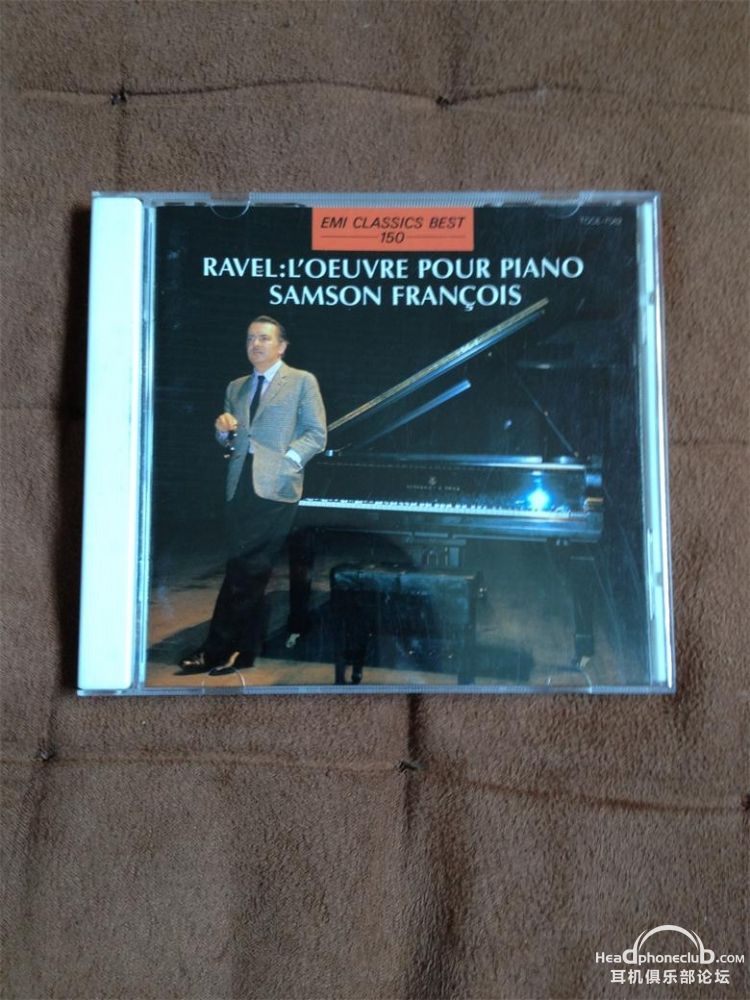 EMI CLASSICS BEST
150
RAVEL:L'OEUVRE POUR PIANO
SAMSON FRANÇOIS
Headphoneclub.com
耳机俱乐部论坛